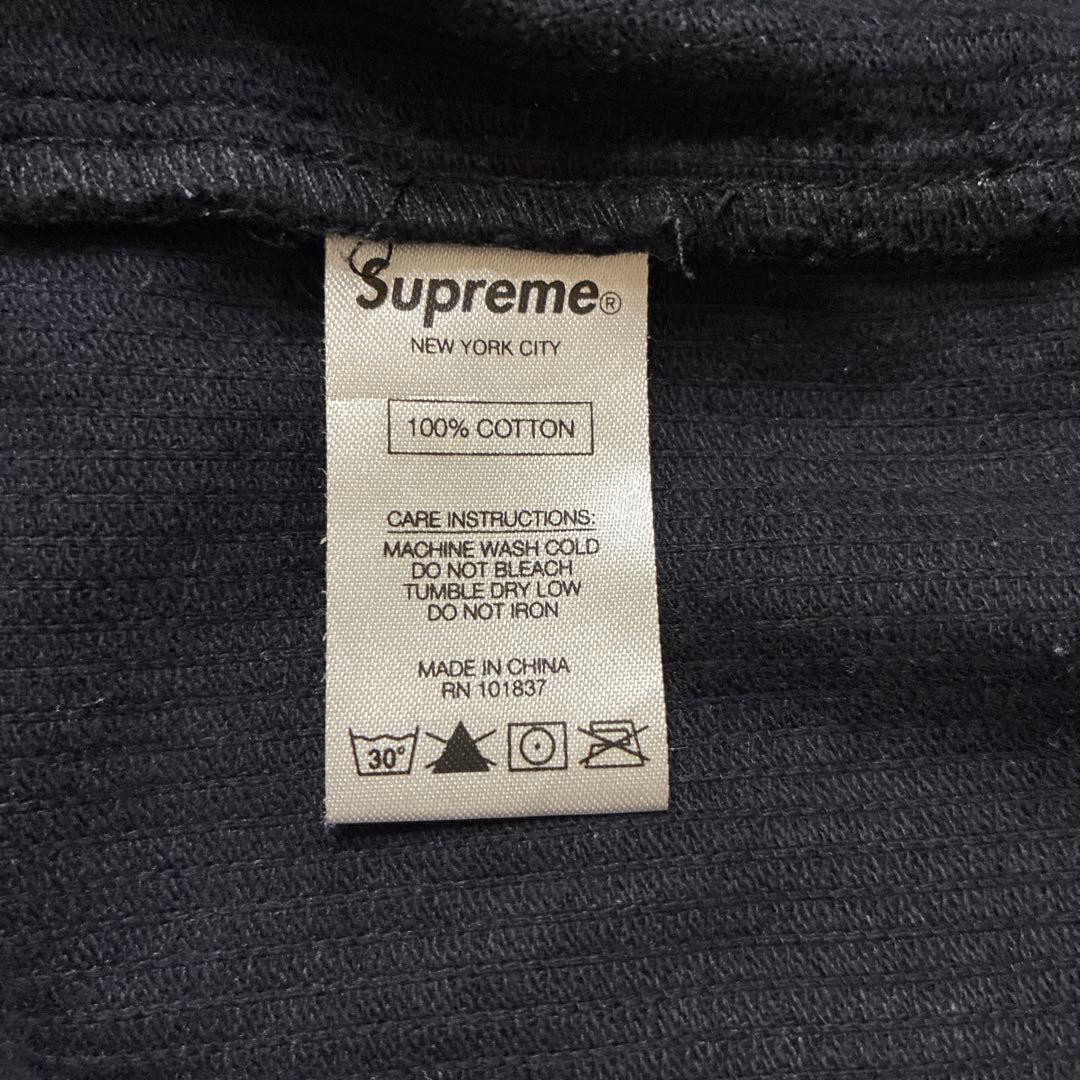 Supreme®
NEW YORK CITY
100% COTTON
CARE INSTRUCTIONS:
MACHINE WASH COLD
DO NOT BLEACH
TUMBLE DRY LOW
DO NOT IRON
MADE IN CHINA
RN 101837
30°